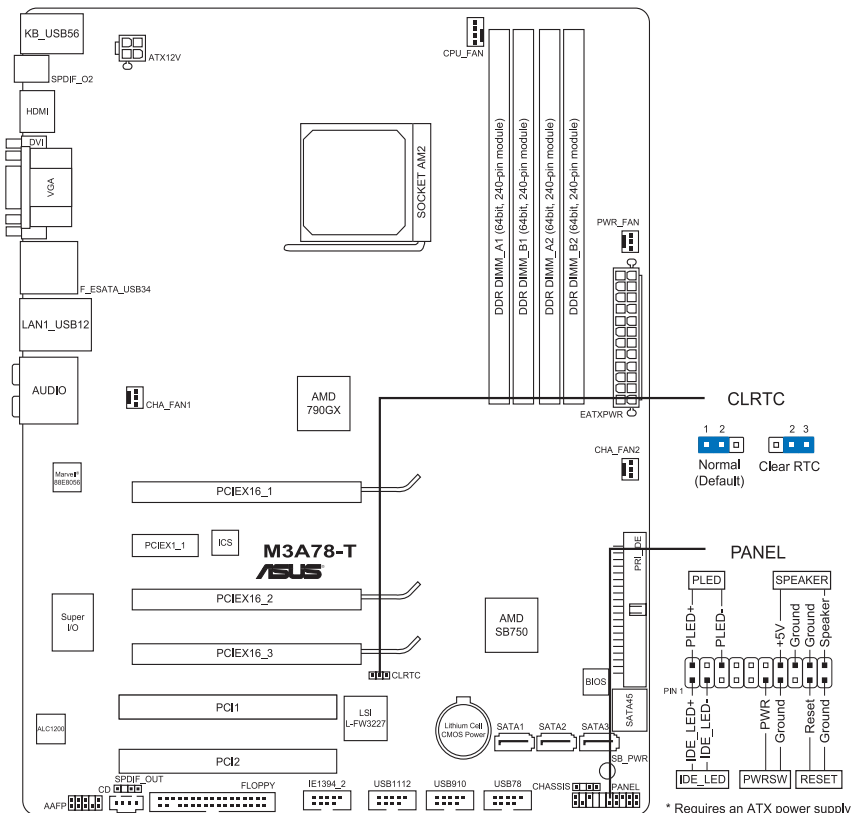 KB_USB56
ATX12V
CPU_FAN
SPDIF_O2
HDMI
DVI
VGA
SOCKET AM2
DDR DIMM_A1 (64bit, 240-pin module)
DDR DIMM_B1 (64bit, 240-pin module)
DDR DIMM_A2 (64bit, 240-pin module)
DDR DIMM_B2 (64bit, 240-pin module)
PWR_FAN
F_ESATA_USB34
LAN1_USB12
AUDIO
CHA_FAN1
AMD
790GX
EATXPWR
CLRTC
1 2
2 3
Normal
(Default)
Clear RTC
CHA_FAN2
Marvell®
88E8056
PCIEX16_1
PCIEX1_1
ICS
M3A78-T
ASUS
PRI_IDE
PANEL
PLED
SPEAKER
PLED+
PLED-
+5V
Ground
Ground
Speaker
PIN 1
IDE_LED+
IDE_LED-
PWR
Ground
Reset
Ground
IDE_LED
PWRSW
RESET
* Requires an ATX power supply
PCIEX16_2
Super
I/O
AMD
SB750
PCIEX16_3
CLRTC
BIOS
PCI1
LSI
L-FW3227
Lithium Cell
CMOS Power
SATA1
SATA2
SATA3
SATA45
ALC1200
PCI2
SB_PWR
SPDIF_OUT
CD
AAFP
FLOPPY
IE1394_2
USB1112
USB910
USB78
CHASSIS
PANEL